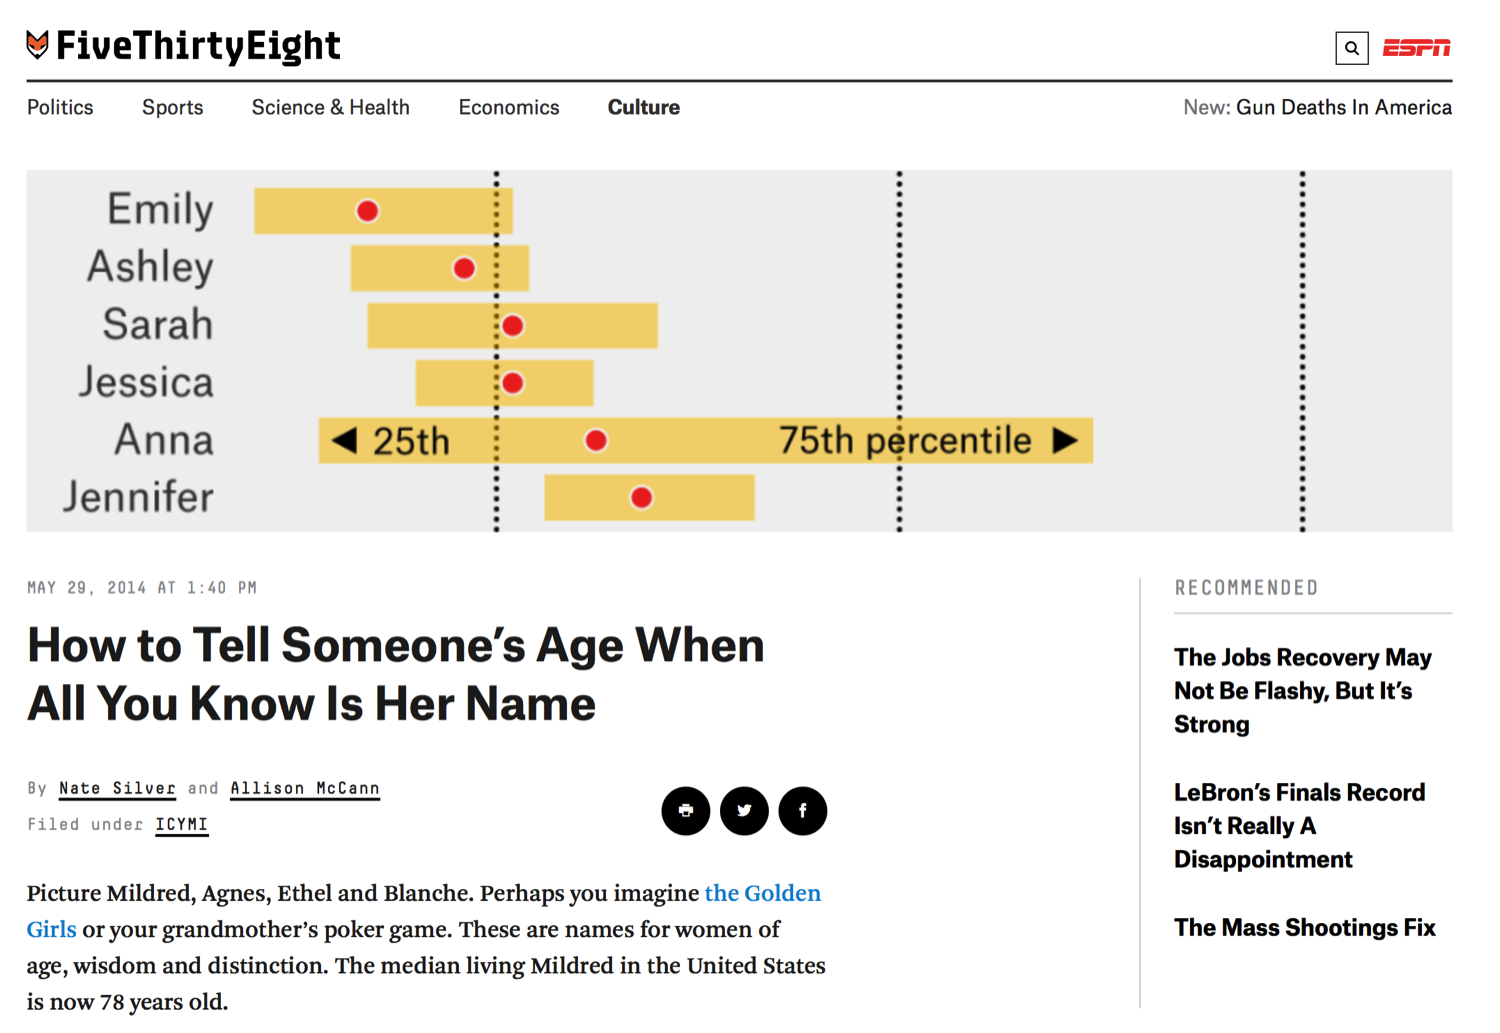 FiveThirtyEight
ESPN
Politics Sports Science & Health Economics Culture New: Gun Deaths In America
Emily
Ashley
Sarah
Jessica
Anna ◀ 25th 75th percentile ▶
Jennifer
MAY 29, 2014 AT 1:40 PM
How to Tell Someone’s Age When
All You Know Is Her Name
By Nate Silver and Allison McCann
Filed under ICYMI
Picture Mildred, Agnes, Ethel and Blanche. Perhaps you imagine the Golden
Girls or your grandmother’s poker game. These are names for women of
age, wisdom and distinction. The median living Mildred in the United States
is now 78 years old.
RECOMMENDED
The Jobs Recovery May
Not Be Flashy, But It’s
Strong
LeBron’s Finals Record
Isn’t Really A
Disappointment
The Mass Shootings Fix